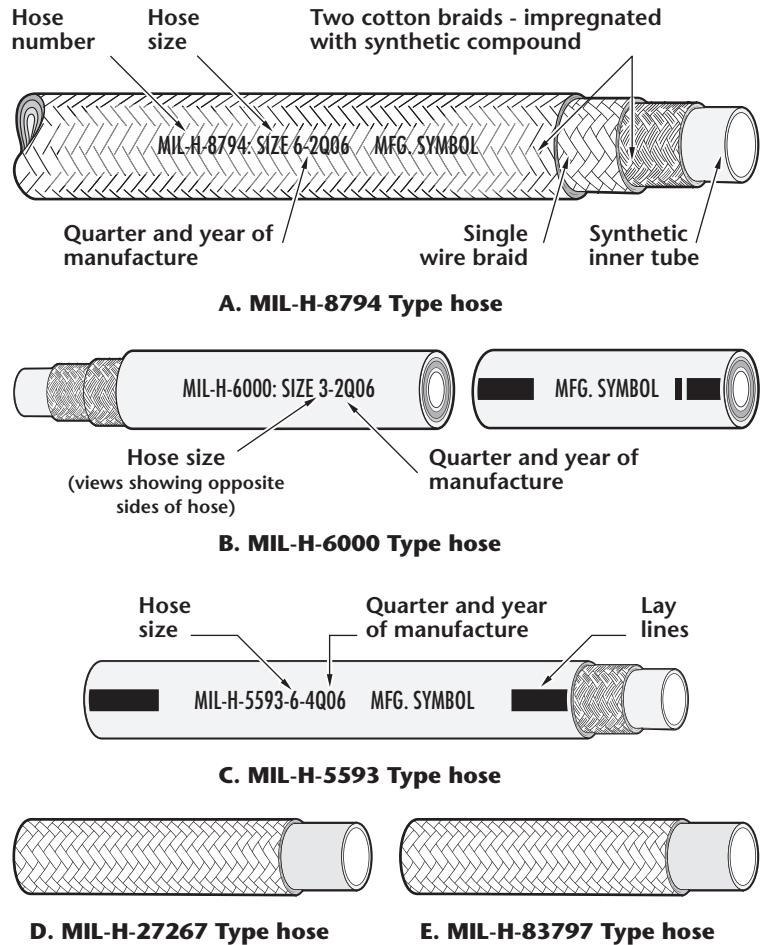 Hose
number
Hose
size
Two cotton braids - impregnated
with synthetic compound
MIL-H-8794: SIZE 6-2Q06 MFG. SYMBOL
Quarter and year of
manufacture
Single
wire braid
Synthetic
inner tube
A. MIL-H-8794 Type hose
MIL-H-6000: SIZE 3-2Q06
MFG. SYMBOL
Hose size
(views showing opposite
sides of hose)
Quarter and year of
manufacture
B. MIL-H-6000 Type hose
Hose
size
Quarter and year
of manufacture
Lay
lines
MIL-H-5593-6-4Q06 MFG. SYMBOL
C. MIL-H-5593 Type hose
D. MIL-H-27267 Type hose
E. MIL-H-83797 Type hose